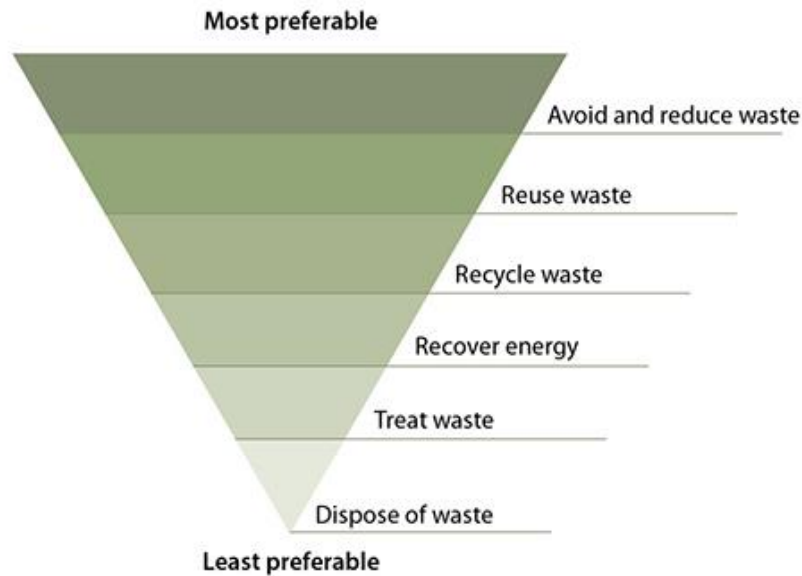 Most preferable
Avoid and reduce waste
Reuse waste
Recycle waste
Recover energy
Treat waste
Dispose of waste
Least preferable